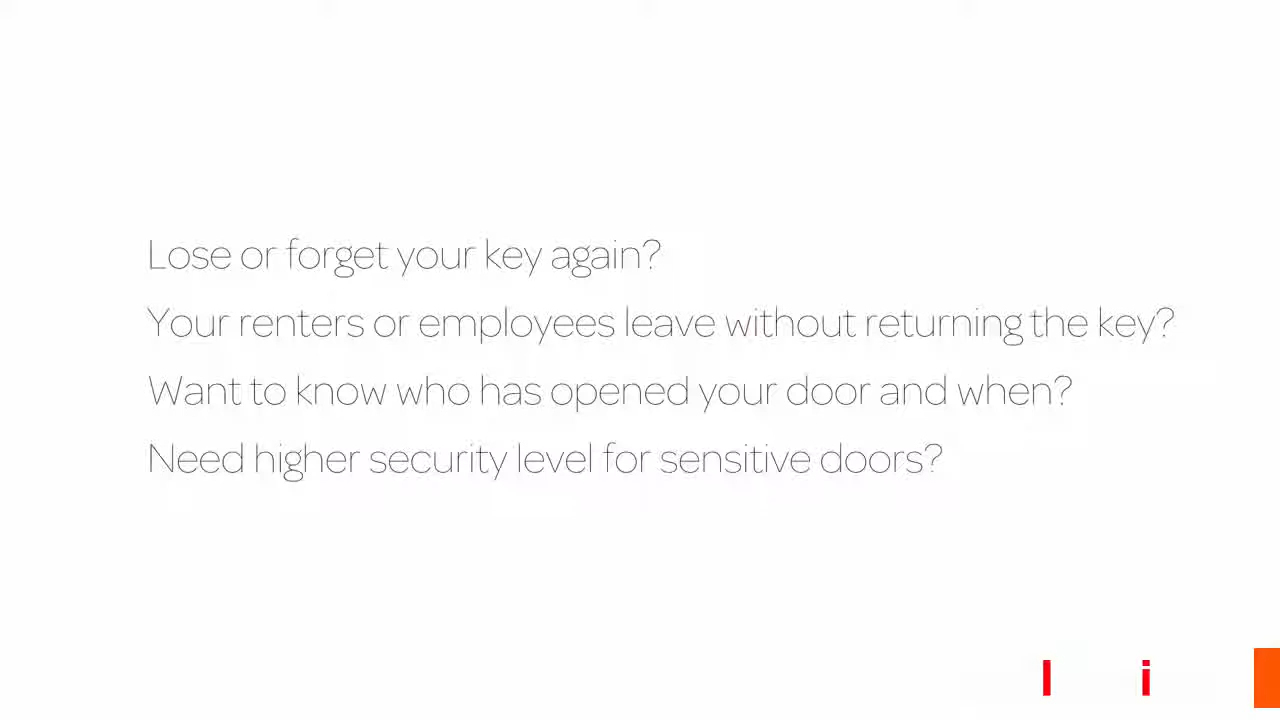 Lose or forget your key again?
Your renters or employees leave without returning the key?
Want to know who has opened your door and when?
Need higher security level for sensitive doors?